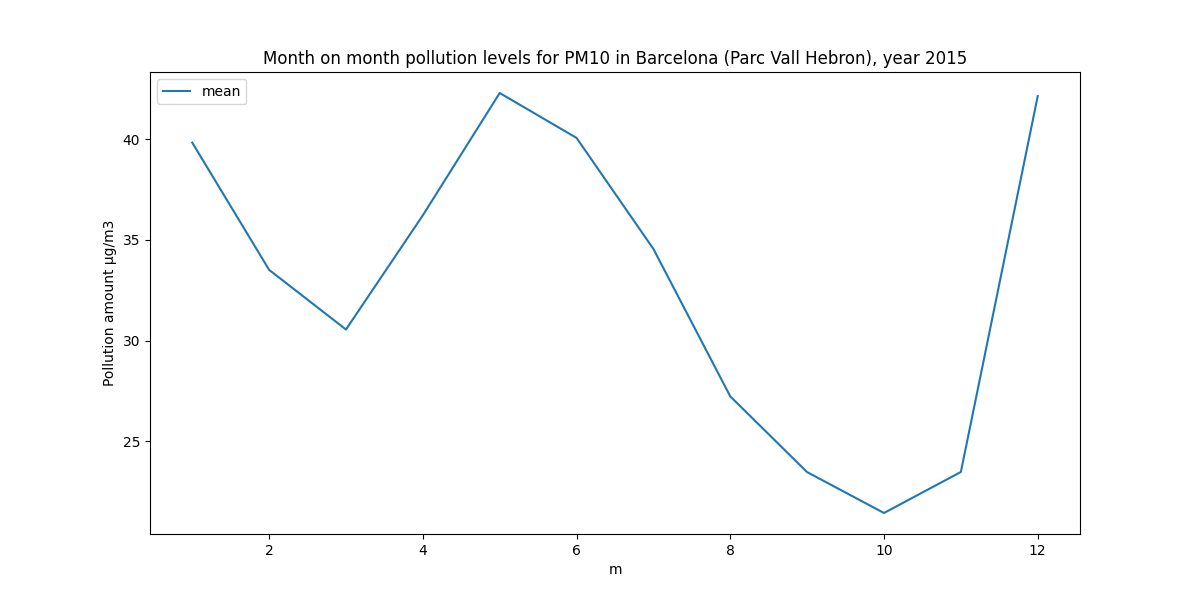 Month on month pollution levels for PM10 in Barcelona (Parc Vall Hebron), year 2015
mean
Pollution amount µg/m3
40
35
30
25
2 4 6 8 10 12
m